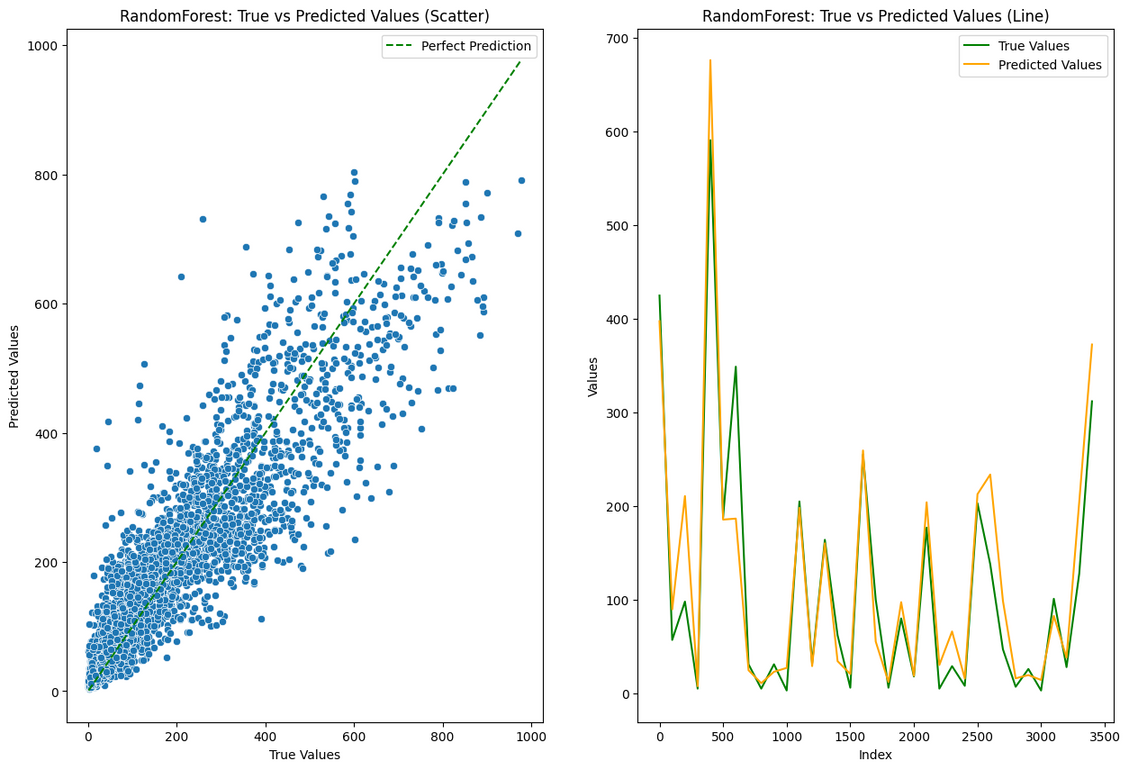 RandomForest: True vs Predicted Values (Scatter)
Perfect Prediction
1000
800
600
400
200
0
Predicted Values
0 200 400 600 800 1000
True Values
RandomForest: True vs Predicted Values (Line)
True Values
Predicted Values
700
600
500
400
300
200
100
0
Values
0 500 1000 1500 2000 2500 3000 3500
Index